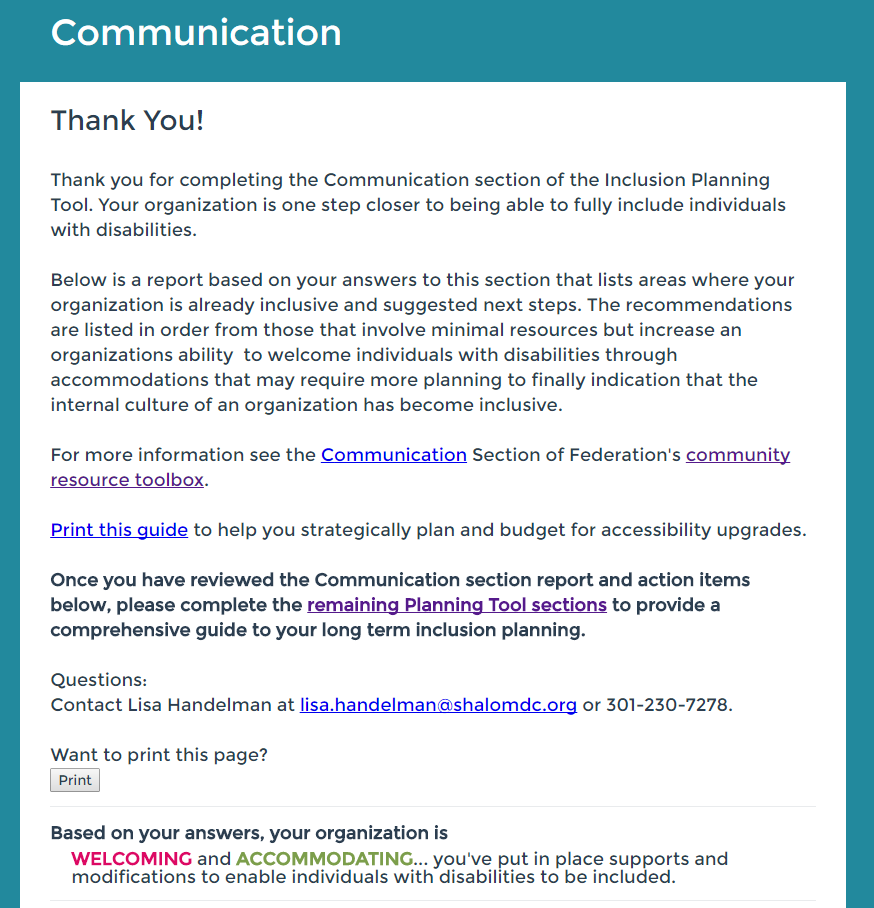 Communication
Thank You!
Thank you for completing the Communication section of the Inclusion Planning
Tool. Your organization is one step closer to being able to fully include individuals
with disabilities.
Below is a report based on your answers to this section that lists areas where your
organization is already inclusive and suggested next steps. The recommendations
are listed in order from those that involve minimal resources but increase an
organizations ability  to welcome individuals with disabilities through
accommodations that may require more planning to finally indication that the
internal culture of an organization has become inclusive.
For more information see the Communication Section of Federation's community
resource toolbox.
Print this guide to help you strategically plan and budget for accessibility upgrades.
Once you have reviewed the Communication section report and action items
below, please complete the remaining Planning Tool sections to provide a
comprehensive guide to your long term inclusion planning.
Questions:
Contact Lisa Handelman at lisa.handelman@shalomdc.org or 301-230-7278.
Want to print this page?
Print
Based on your answers, your organization is
WELCOMING and ACCOMMODATING... you've put in place supports and
modifications to enable individuals with disabilities to be included.